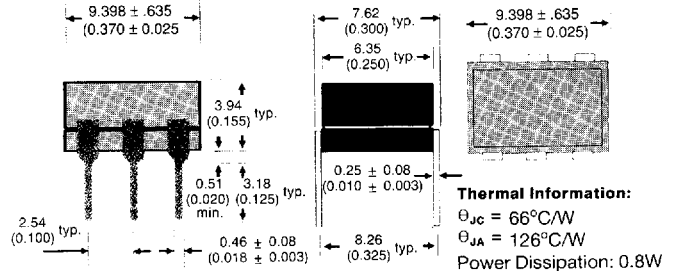 9.398 ± .635
(0.370 ± 0.025
7.62
(0.300) typ.
6.35
(0.250) typ.
9.398 ± .635
(0.370 ± 0.025)
3.94
(0.155) typ.
0.51
(0.020)
min.
3.18
(0.125) typ.
0.25 ± 0.08
(0.010 ± 0.003)
2.54
(0.100) typ.
0.46 ± 0.08
(0.018 ± 0.003)
8.26
(0.325) typ.
Thermal Information:
θJC = 66°C/W
θJA = 126°C/W
Power Dissipation: 0.8W